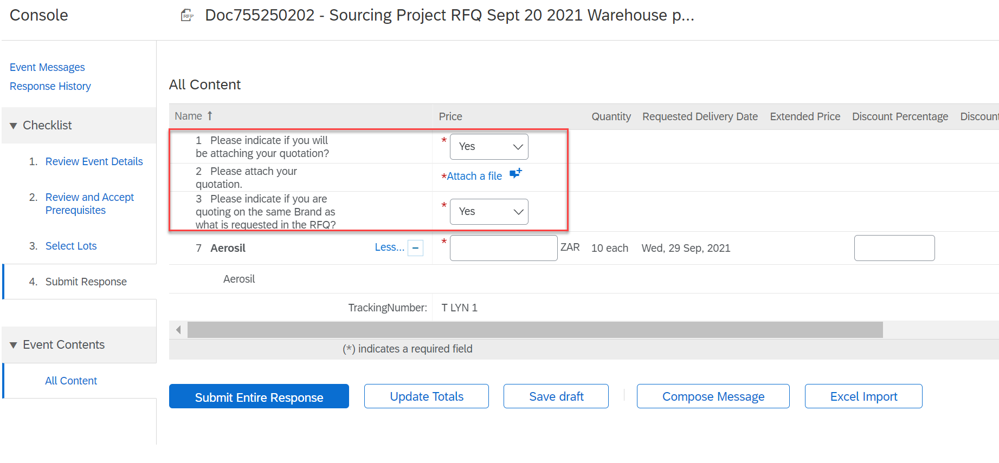 Console
RFP
Doc755250202 - Sourcing Project RFQ Sept 20 2021 Warehouse p...
Event Messages
Response History
▼ Checklist
1. Review Event Details
2. Review and Accept
Prerequisites
3. Select Lots
4. Submit Response
▼ Event Contents
All Content
All Content
Name ↑ Price Quantity Requested Delivery Date Extended Price Discount Percentage Discount
1 Please indicate if you will
be attaching your quotation?
* Yes
2 Please attach your
quotation.
*Attach a file
3 Please indicate if you are
quoting on the same Brand as
what is requested in the RFQ?
* Yes
7 Aerosil Less... − * ZAR 10 each Wed, 29 Sep, 2021
Aerosil
TrackingNumber: T LYN 1
(*) indicates a required field
Submit Entire Response Update Totals Save draft Compose Message Excel Import